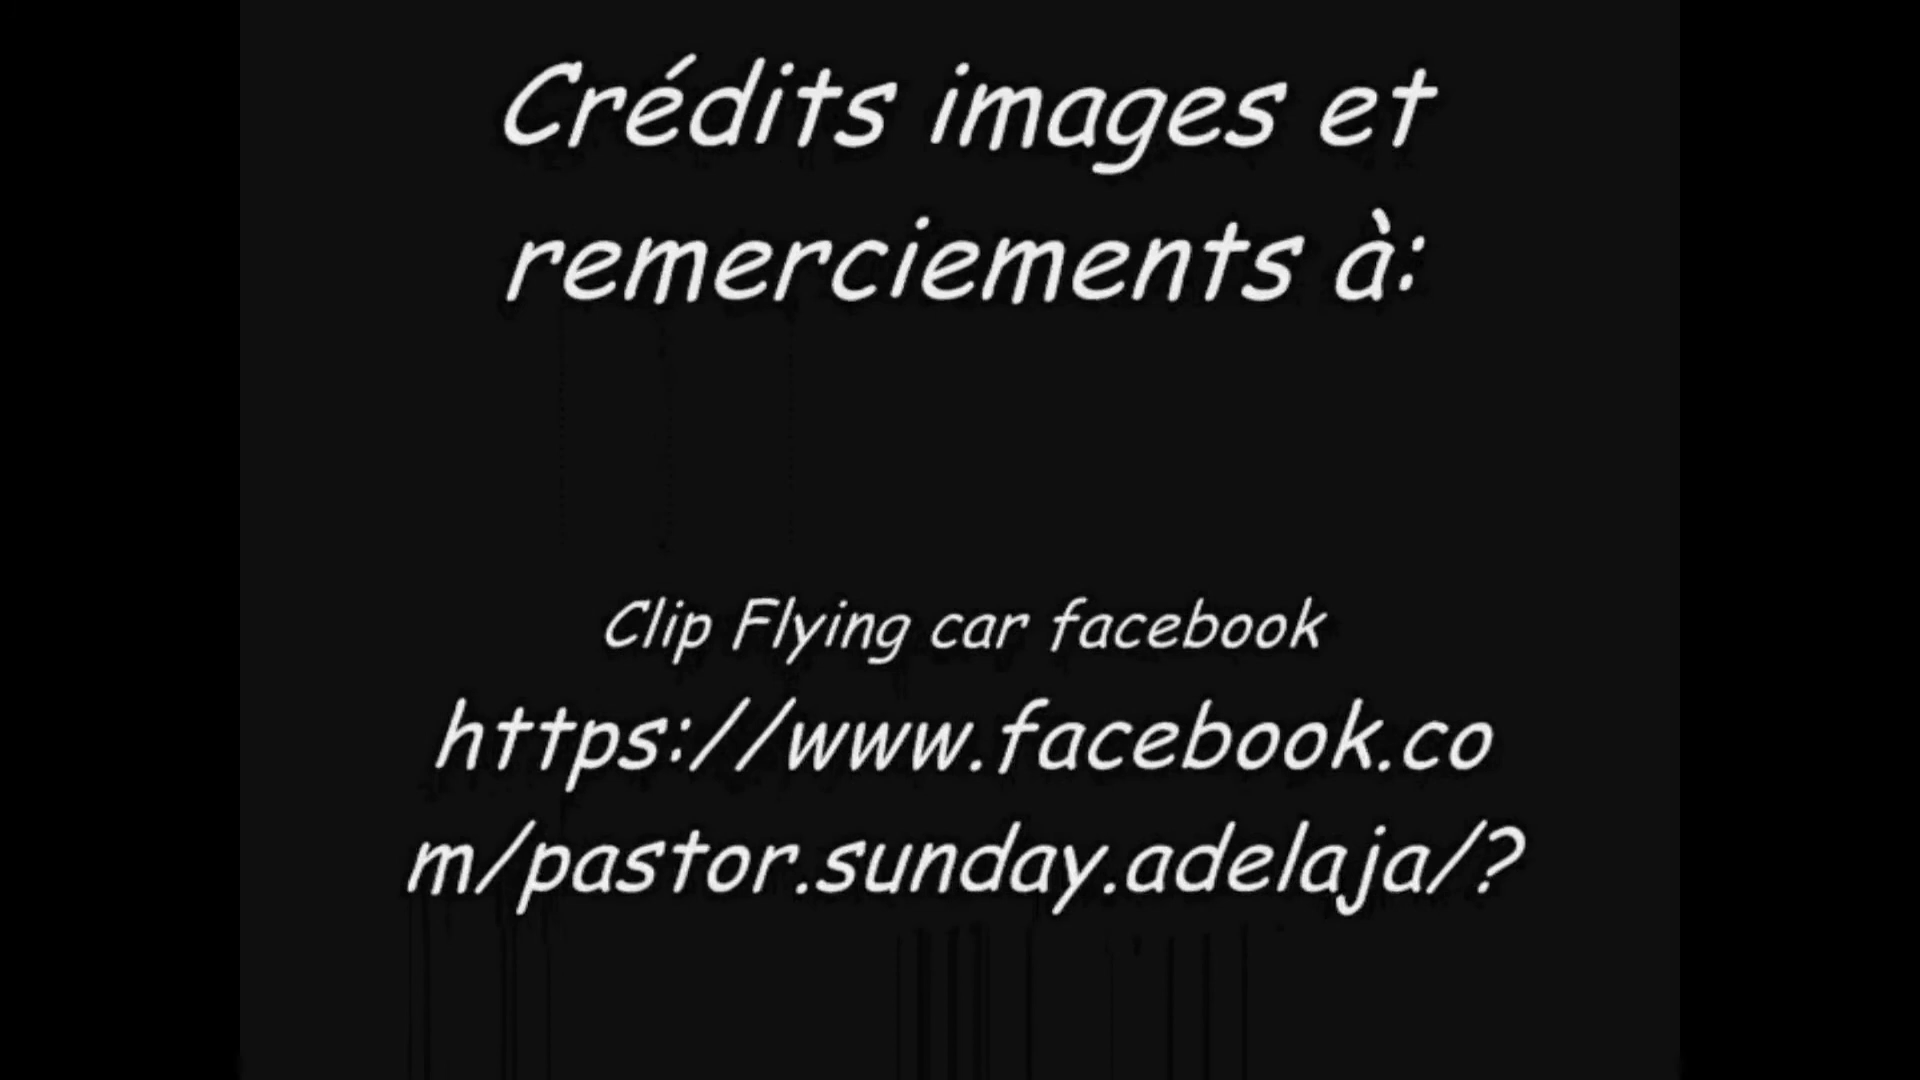 Crédits images et
remerciements à:
Clip Flying car facebook
https://www.facebook.co
m/pastor.sunday.adelaja/?